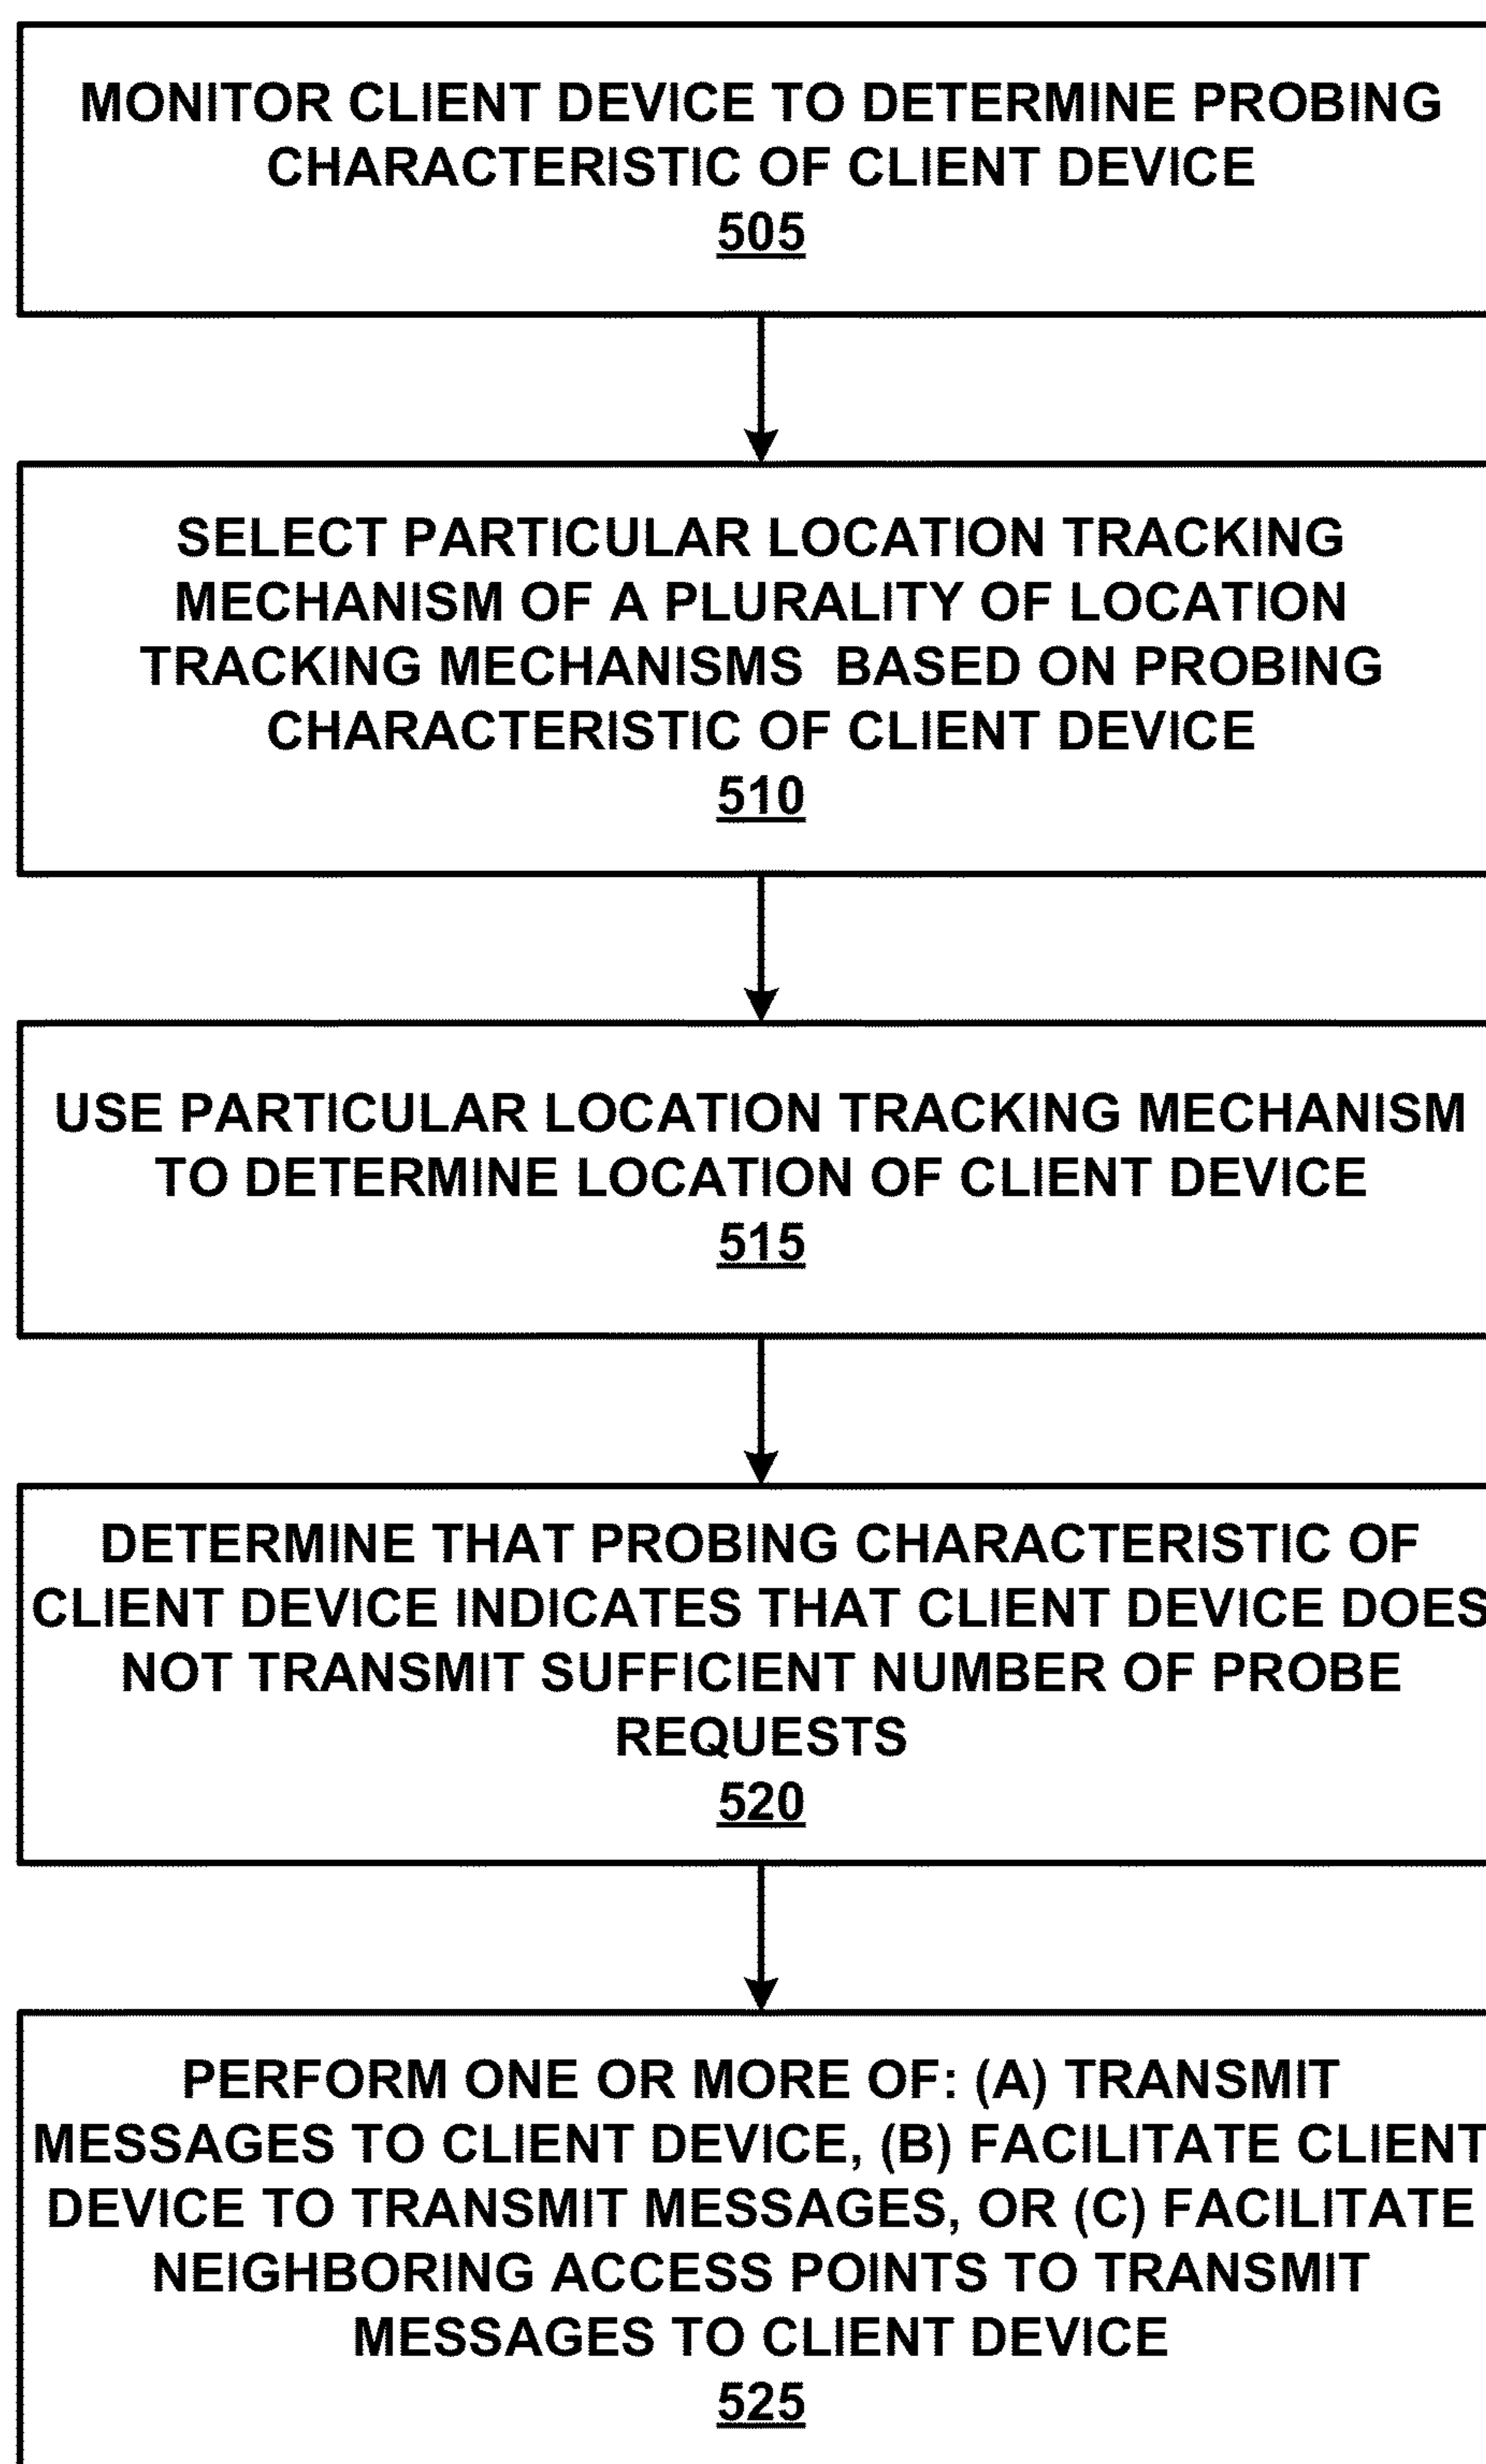 MONITOR CLIENT DEVICE TO DETERMINE PROBING
CHARACTERISTIC OF CLIENT DEVICE
505
SELECT PARTICULAR LOCATION TRACKING
MECHANISM OF A PLURALITY OF LOCATION
TRACKING MECHANISMS BASED ON PROBING
CHARACTERISTIC OF CLIENT DEVICE
510
USE PARTICULAR LOCATION TRACKING MECHANISM
TO DETERMINE LOCATION OF CLIENT DEVICE
515
DETERMINE THAT PROBING CHARACTERISTIC OF
CLIENT DEVICE INDICATES THAT CLIENT DEVICE DOES
NOT TRANSMIT SUFFICIENT NUMBER OF PROBE
REQUESTS
520
PERFORM ONE OR MORE OF: (A) TRANSMIT
MESSAGES TO CLIENT DEVICE, (B) FACILITATE CLIENT
DEVICE TO TRANSMIT MESSAGES, OR (C) FACILITATE
NEIGHBORING ACCESS POINTS TO TRANSMIT
MESSAGES TO CLIENT DEVICE
525